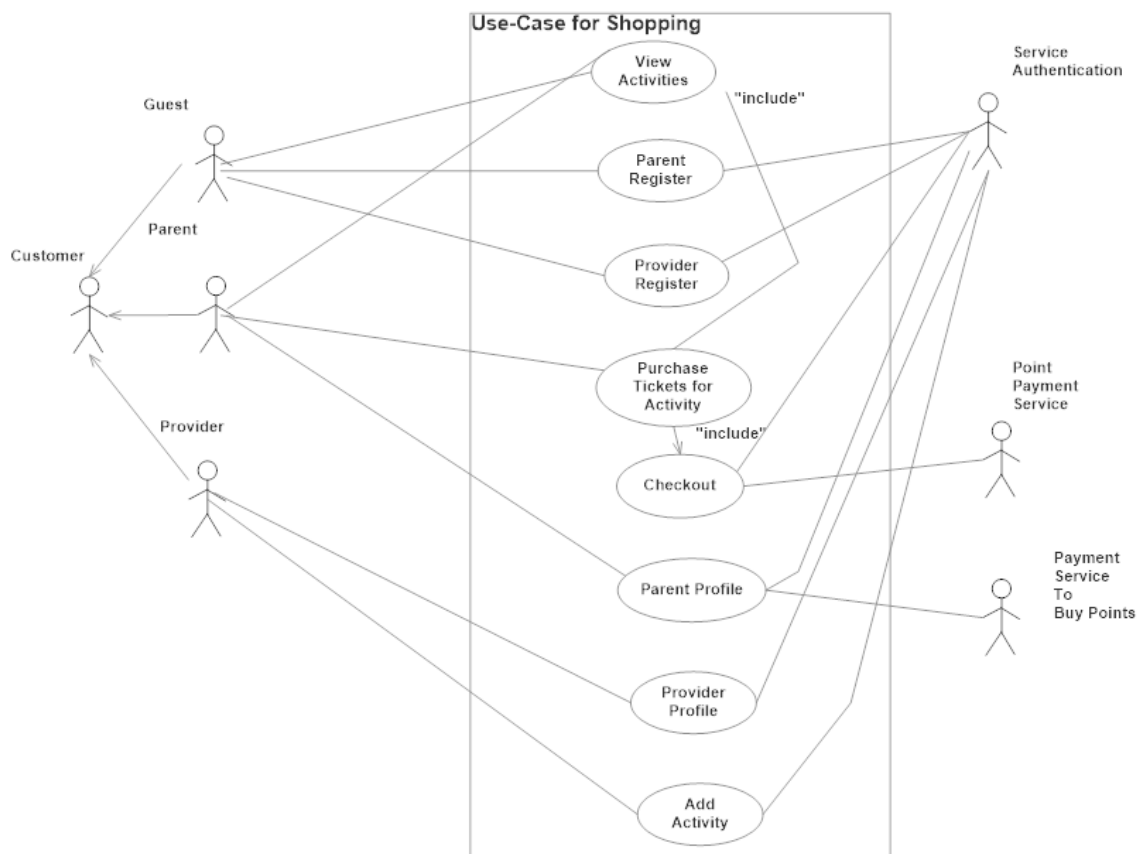 Use-Case for Shopping
View
Activities
"include"
Service
Authentication
Guest
Parent
Register
Parent
Customer
Provider
Register
Purchase
Tickets for
Activity
Point
Payment
Service
Provider
"include"
Checkout
Parent Profile
Payment
Service
To
Buy Points
Provider
Profile
Add
Activity